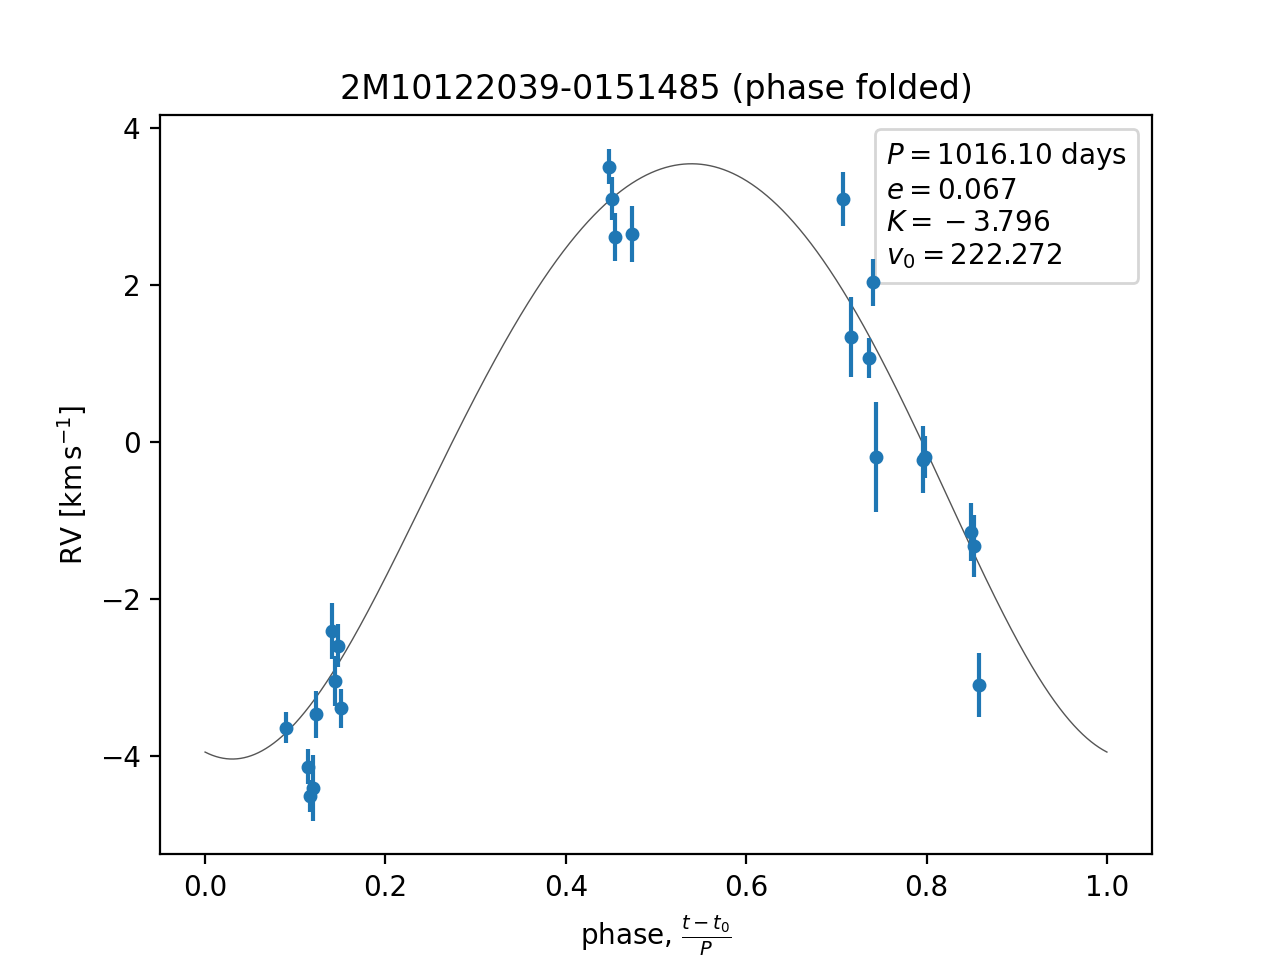 2M10122039-0151485 (phase folded)
P = 1016.10 days
e = 0.067
K = −3.796
v₀ = 222.272
RV [km s⁻¹]
4
2
0
−2
−4
0.0 0.2 0.4 0.6 0.8 1.0
phase, (t − t₀)/P